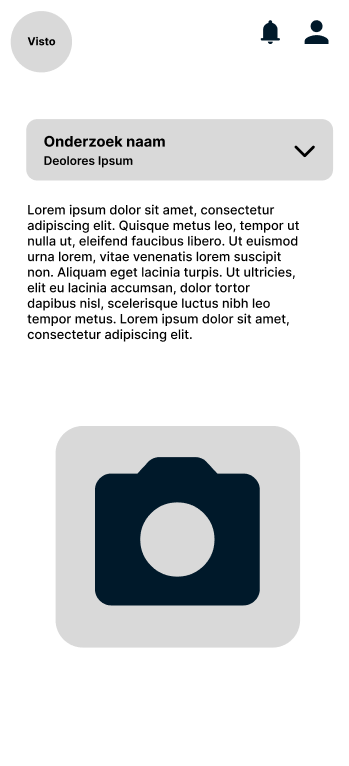 Visto
Onderzoek naam
Deolores Ipsum
Lorem ipsum dolor sit amet, consectetur
adipiscing elit. Quisque metus leo, tempor ut
nulla ut, eleifend faucibus libero. Ut euismod
urna lorem, vitae venenatis lorem suscipit
non. Aliquam eget lacinia turpis. Ut ultricies,
elit eu lacinia accumsan, dolor tortor
dapibus nisl, scelerisque luctus nibh leo
tempor metus. Lorem ipsum dolor sit amet,
consectetur adipiscing elit.